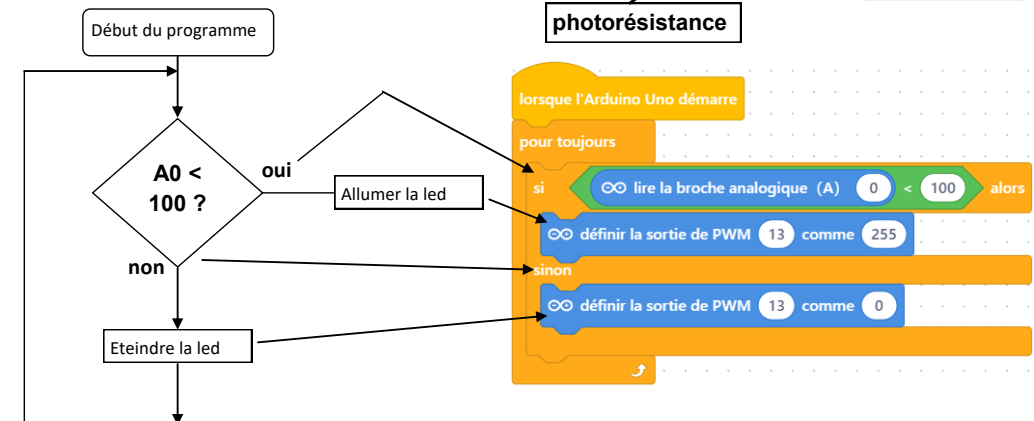 photorésistance
Début du programme
A0 <
100 ?
oui
Allumer la led
non
Eteindre la led
lorsque l'Arduino Uno démarre
pour toujours
si lire la broche analogique (A) 0 < 100 alors
définir la sortie de PWM 13 comme 255
sinon
définir la sortie de PWM 13 comme 0